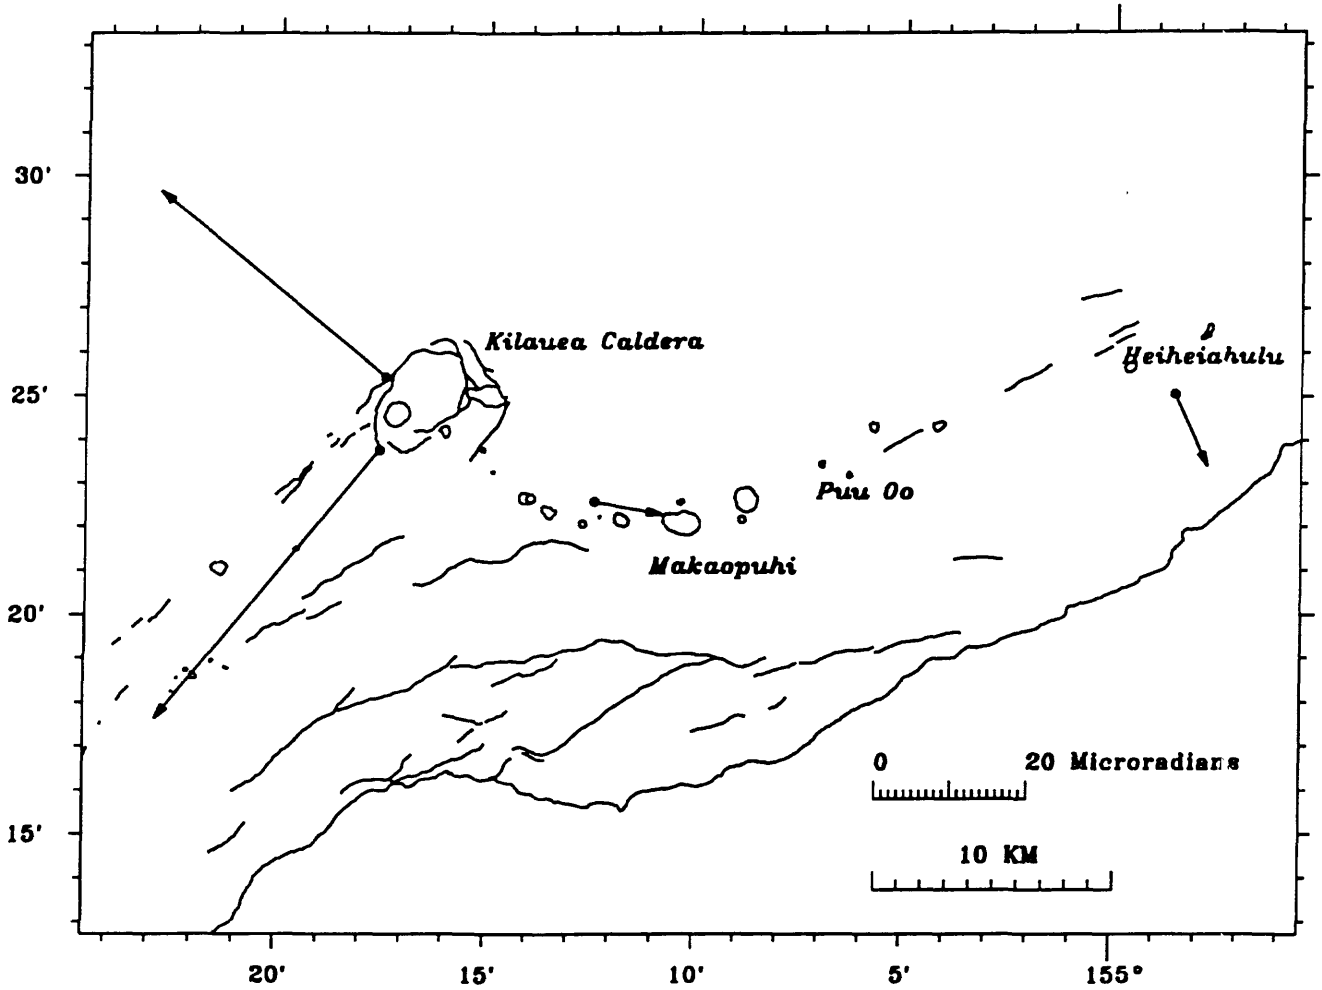 30'
Kilauea Caldera
Heiheiahulu
25'
Puu Oo
Makaopuhi
20'
0 20 Microradians
15'
10 KM
20' 15' 10' 5' 155°